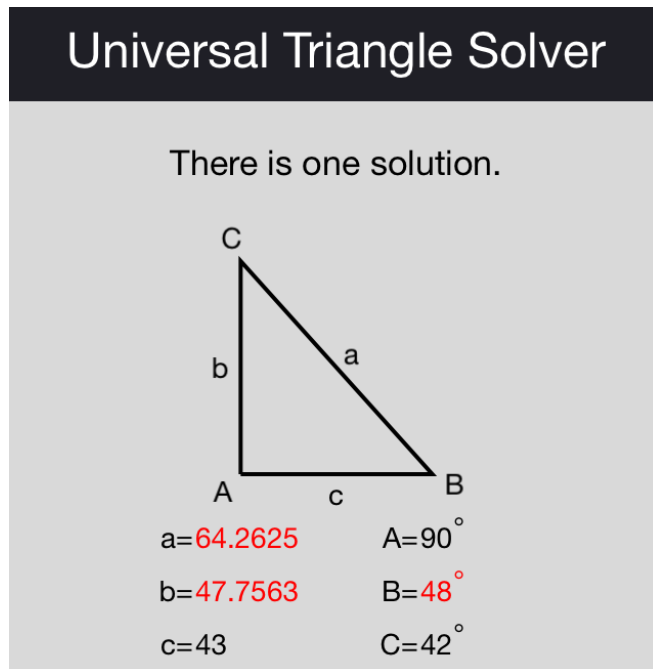 Universal Triangle Solver
There is one solution.
C
b
a
A
c
B
a=64.2625 A=90°
b=47.7563 B=48°
c=43 C=42°